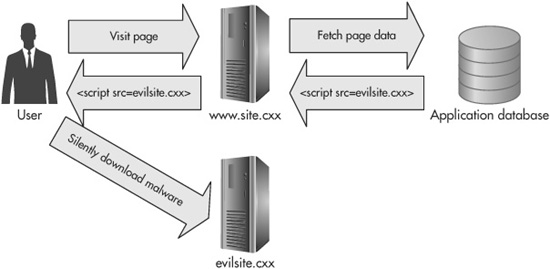 Visit page
Fetch page data
<script src=evilsite.cxx>
<script src=evilsite.cxx>
User
www.site.cxx
Application database
Silently download malware
evilsite.cxx